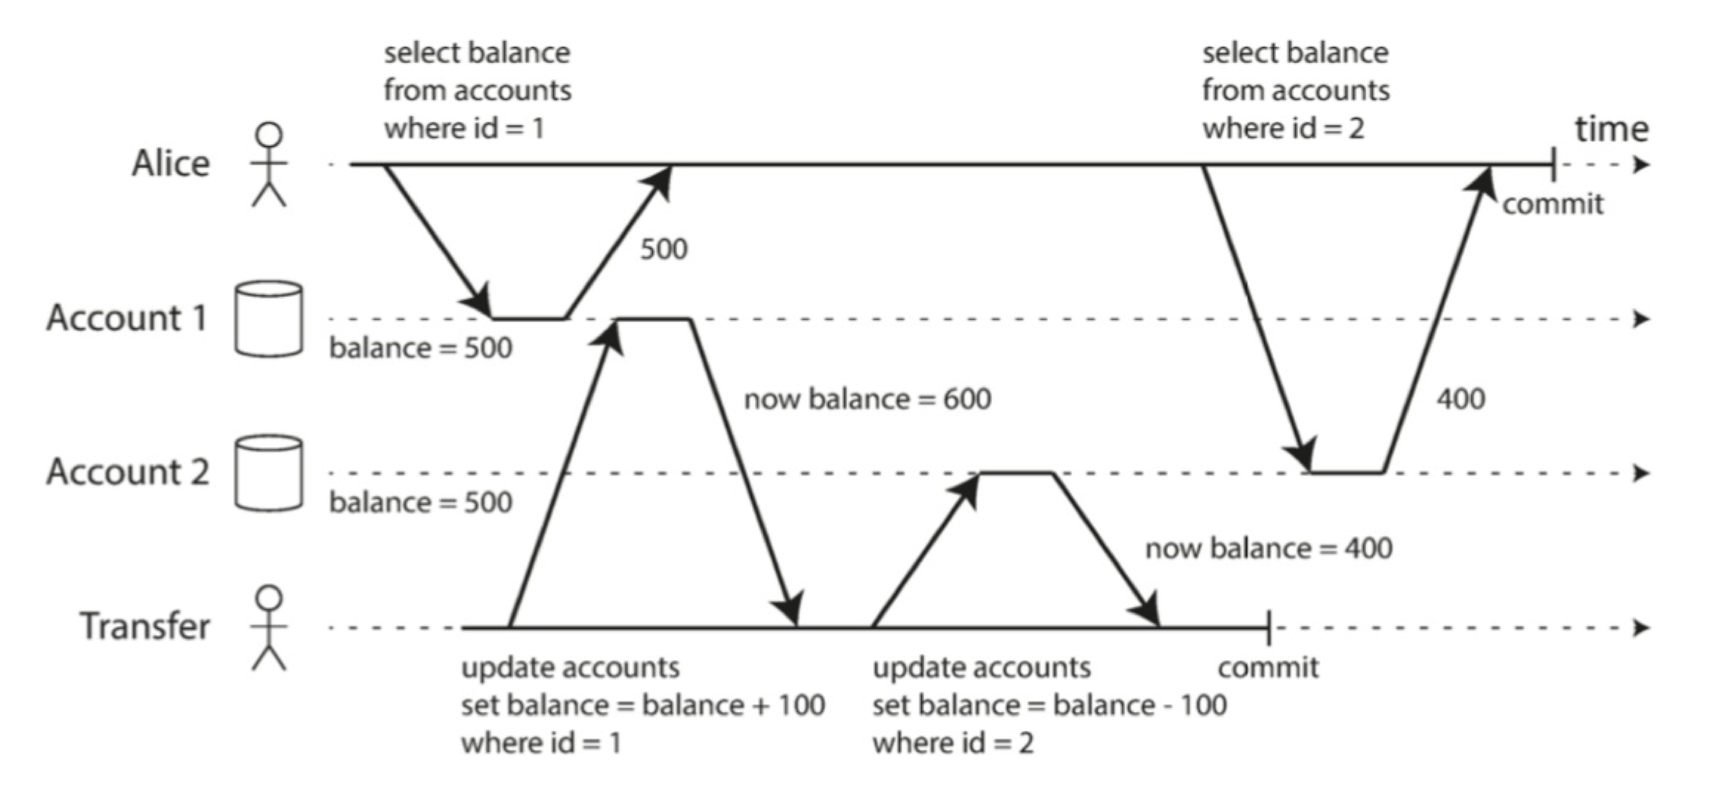 select balance
from accounts
where id = 1
select balance
from accounts
where id = 2
time
Alice
commit
500
Account 1
balance = 500
now balance = 600
400
Account 2
balance = 500
now balance = 400
Transfer
update accounts
set balance = balance + 100
where id = 1
update accounts
set balance = balance - 100
where id = 2
commit